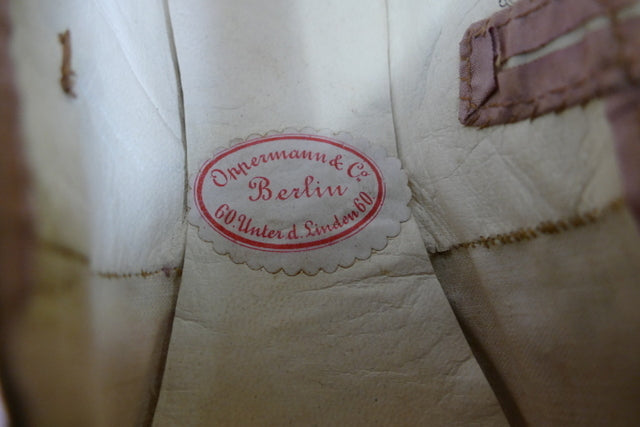 Oppermann & Co.
Berlin
60. Unter d. Linden 60